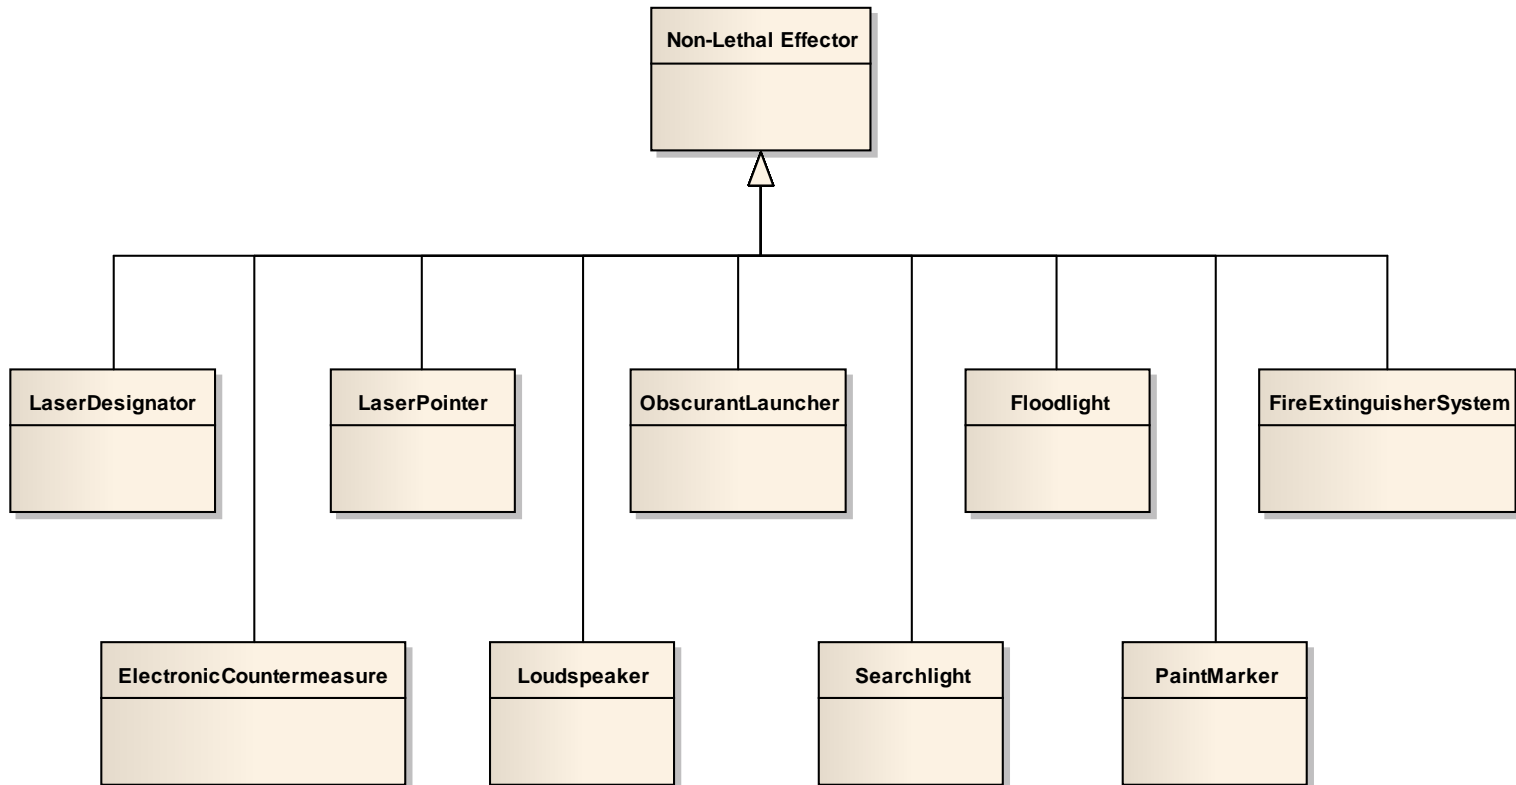 Non-Lethal Effector
LaserDesignator
LaserPointer
ObscurantLauncher
Floodlight
FireExtinguisherSystem
ElectronicCountermeasure
Loudspeaker
Searchlight
PaintMarker